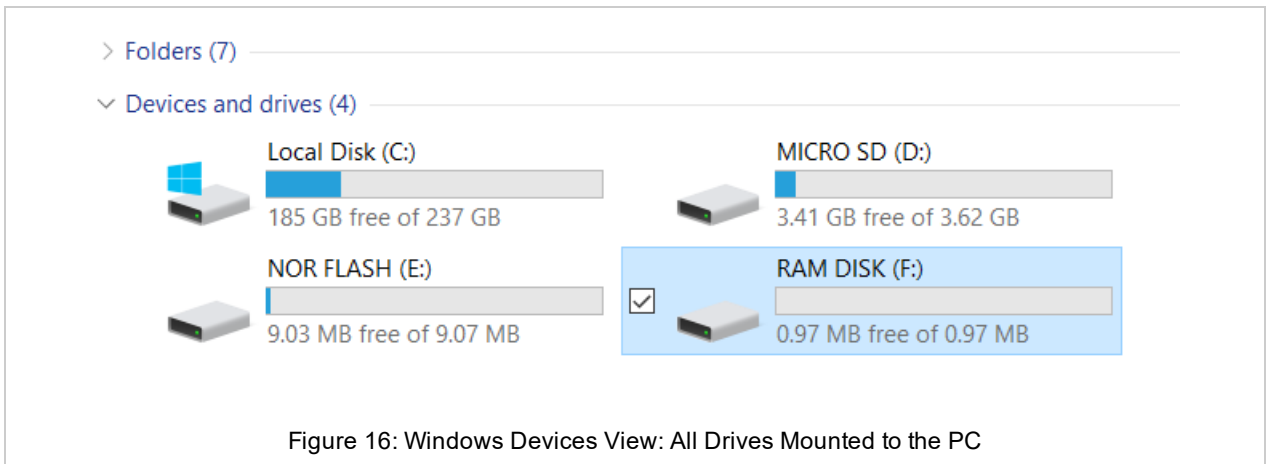 Folders (7)
Devices and drives (4)
Local Disk (C:)
185 GB free of 237 GB
MICRO SD (D:)
3.41 GB free of 3.62 GB
NOR FLASH (E:)
9.03 MB free of 9.07 MB
RAM DISK (F:)
0.97 MB free of 0.97 MB
Figure 16: Windows Devices View: All Drives Mounted to the PC